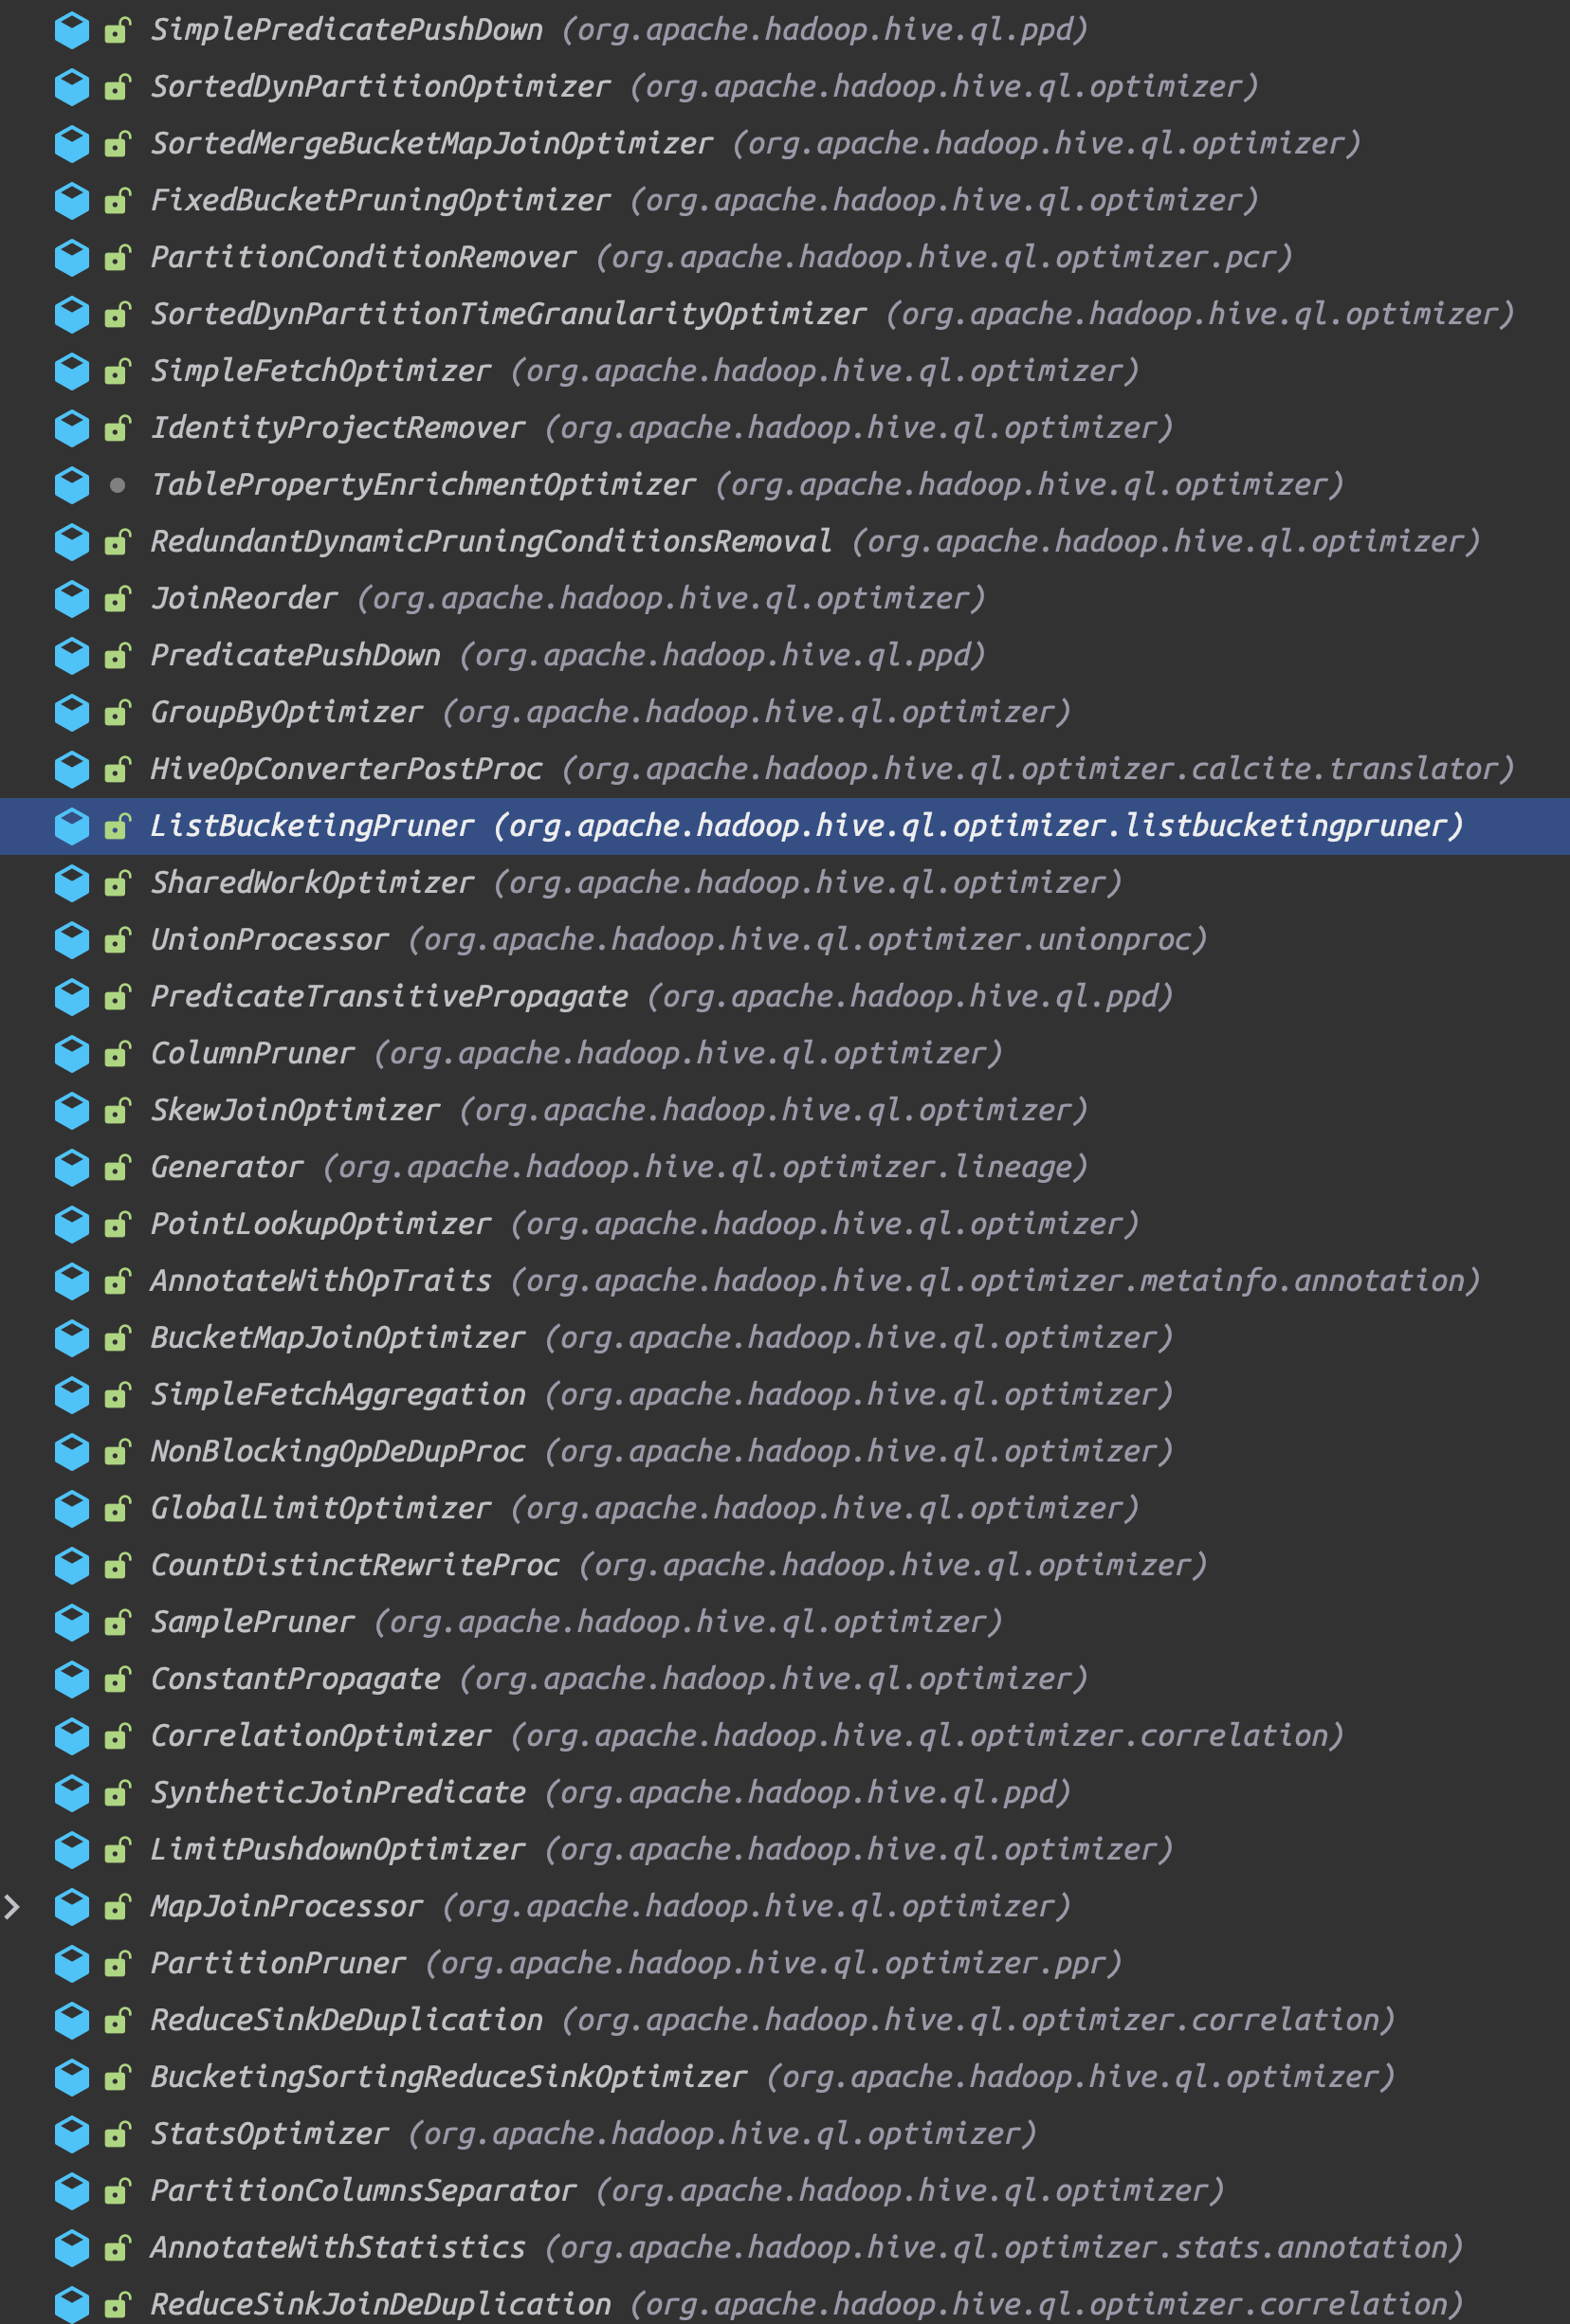 SimplePredicatePushDown (org.apache.hadoop.hive.ql.ppd)
SortedDynPartitionOptimizer (org.apache.hadoop.hive.ql.optimizer)
SortedMergeBucketMapJoinOptimizer (org.apache.hadoop.hive.ql.optimizer)
FixedBucketPruningOptimizer (org.apache.hadoop.hive.ql.optimizer)
PartitionConditionRemover (org.apache.hadoop.hive.ql.optimizer.pcr)
SortedDynPartitionTimeGranularityOptimizer (org.apache.hadoop.hive.ql.optimizer)
SimpleFetchOptimizer (org.apache.hadoop.hive.ql.optimizer)
IdentityProjectRemover (org.apache.hadoop.hive.ql.optimizer)
TablePropertyEnrichmentOptimizer (org.apache.hadoop.hive.ql.optimizer)
RedundantDynamicPruningConditionsRemoval (org.apache.hadoop.hive.ql.optimizer)
JoinReorder (org.apache.hadoop.hive.ql.optimizer)
PredicatePushDown (org.apache.hadoop.hive.ql.ppd)
GroupByOptimizer (org.apache.hadoop.hive.ql.optimizer)
HiveOpConverterPostProc (org.apache.hadoop.hive.ql.optimizer.calcite.translator)
ListBucketingPruner (org.apache.hadoop.hive.ql.optimizer.listbucketingpruner)
SharedWorkOptimizer (org.apache.hadoop.hive.ql.optimizer)
UnionProcessor (org.apache.hadoop.hive.ql.optimizer.unionproc)
PredicateTransitivePropagate (org.apache.hadoop.hive.ql.ppd)
ColumnPruner (org.apache.hadoop.hive.ql.optimizer)
SkewJoinOptimizer (org.apache.hadoop.hive.ql.optimizer)
Generator (org.apache.hadoop.hive.ql.optimizer.lineage)
PointLookupOptimizer (org.apache.hadoop.hive.ql.optimizer)
AnnotateWithOpTraits (org.apache.hadoop.hive.ql.optimizer.metainfo.annotation)
BucketMapJoinOptimizer (org.apache.hadoop.hive.ql.optimizer)
SimpleFetchAggregation (org.apache.hadoop.hive.ql.optimizer)
NonBlockingOpDeDupProc (org.apache.hadoop.hive.ql.optimizer)
GlobalLimitOptimizer (org.apache.hadoop.hive.ql.optimizer)
CountDistinctRewriteProc (org.apache.hadoop.hive.ql.optimizer)
SamplePruner (org.apache.hadoop.hive.ql.optimizer)
ConstantPropagate (org.apache.hadoop.hive.ql.optimizer)
CorrelationOptimizer (org.apache.hadoop.hive.ql.optimizer.correlation)
SyntheticJoinPredicate (org.apache.hadoop.hive.ql.ppd)
LimitPushdownOptimizer (org.apache.hadoop.hive.ql.optimizer)
MapJoinProcessor (org.apache.hadoop.hive.ql.optimizer)
PartitionPruner (org.apache.hadoop.hive.ql.optimizer.ppr)
ReduceSinkDeDuplication (org.apache.hadoop.hive.ql.optimizer.correlation)
BucketingSortingReduceSinkOptimizer (org.apache.hadoop.hive.ql.optimizer)
StatsOptimizer (org.apache.hadoop.hive.ql.optimizer)
PartitionColumnsSeparator (org.apache.hadoop.hive.ql.optimizer)
AnnotateWithStatistics (org.apache.hadoop.hive.ql.optimizer.stats.annotation)
ReduceSinkJoinDeDuplication (org.apache.hadoop.hive.ql.optimizer.correlation)